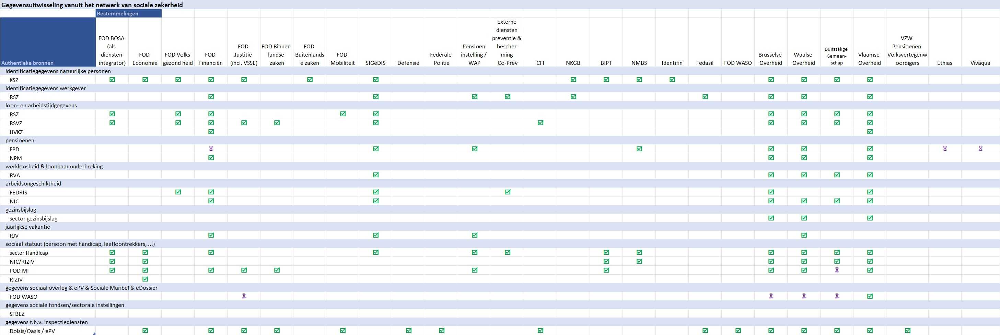 Gegevensuitwisseling vanuit het netwerk van sociale zekerheid
Bestemmelingen
Authentieke bronnen
FOD BOSA
(als
diensten
integrator)
FOD
Economie
FOD Volks
gezond heid
FOD
Financiën
FOD
Justitie
(incl. VSSE)
FOD Binnen
landse
zaken
FOD
Buitenlands
e zaken
FOD
Mobiliteit
SIGeDIS
Defensie
Federale
Politie
Pensioen
instelling /
WAP
Externe
diensten
preventie &
bescher
ming
Co-Prev
CFI
NKGB
BIPT
NMBS
Identifin
Fedasil
FOD WASO
Brusselse
Overheid
Waalse
Overheid
Duitstalige
Gemeen-
schap
Vlaamse
Overheid
VZW
Pensioenen
Volksvertegenw
oordigers
Ethias
Vivaqua
identificatiegegevens natuurlijke personen
KSZ
identificatiegegevens werkgever
RSZ
loon- en arbeidstijdgegevens
RSZ
RSVZ
HVKZ
pensioenen
FPD
NPM
werkloosheid & loopbaanonderbreking
RVA
arbeidsongeschiktheid
FEDRIS
NIC
gezinsbijslag
sector gezinsbijslag
jaarlijkse vakantie
RJV
sociaal statuut (persoon met handicap, leefloontrekkers, ...)
sector Handicap
NIC/RIZIV
POD MI
RIZIV
gegevens sociaal overleg & ePV & Sociale Maribel & eDossier
FOD WASO
gegevens sociale fondsen/sectorale instellingen
SFBEZ
gegevens t.b.v. inspectiediensten
Dolsis/Oasis / ePV